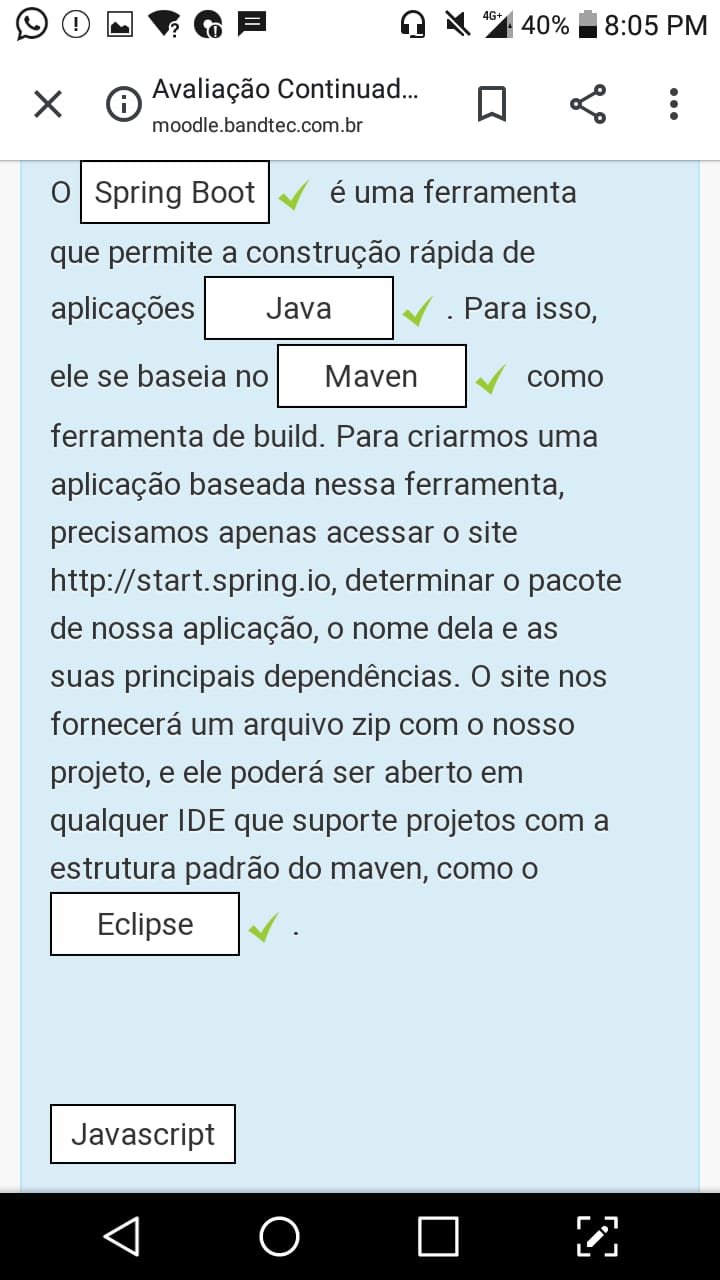 4G+ 40% 8:05 PM
Avaliação Continuad...
moodle.bandtec.com.br
O Spring Boot é uma ferramenta
que permite a construção rápida de
aplicações Java . Para isso,
ele se baseia no Maven como
ferramenta de build. Para criarmos uma
aplicação baseada nessa ferramenta,
precisamos apenas acessar o site
http://start.spring.io, determinar o pacote
de nossa aplicação, o nome dela e as
suas principais dependências. O site nos
fornecerá um arquivo zip com o nosso
projeto, e ele poderá ser aberto em
qualquer IDE que suporte projetos com a
estrutura padrão do maven, como o
Eclipse .
Javascript